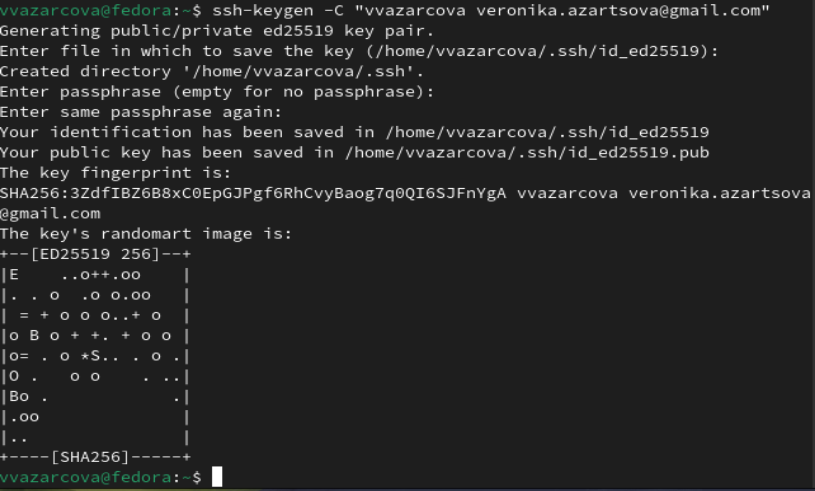 vvazarcova@fedora:~$ ssh-keygen -C "vvazarcova veronika.azartsova@gmail.com"
Generating public/private ed25519 key pair.
Enter file in which to save the key (/home/vvazarcova/.ssh/id_ed25519):
Created directory '/home/vvazarcova/.ssh'.
Enter passphrase (empty for no passphrase):
Enter same passphrase again:
Your identification has been saved in /home/vvazarcova/.ssh/id_ed25519
Your public key has been saved in /home/vvazarcova/.ssh/id_ed25519.pub
The key fingerprint is:
SHA256:3ZdfIBZ6B8xC0EpGJPgf6RhCvyBaog7q0QI6SJFnYgA vvazarcova veronika.azartsova
@gmail.com
The key's randomart image is:
+--[ED25519 256]--+
|E    ..o++.oo    |
|. . o  .o o.oo   |
| = + o o o..+ o  |
|o B o + +. + o o |
|o= . o *S.. . o .|
|O .   o o    . ..|
|Bo .            .|
|.oo              |
|..               |
+----[SHA256]-----+
vvazarcova@fedora:~$